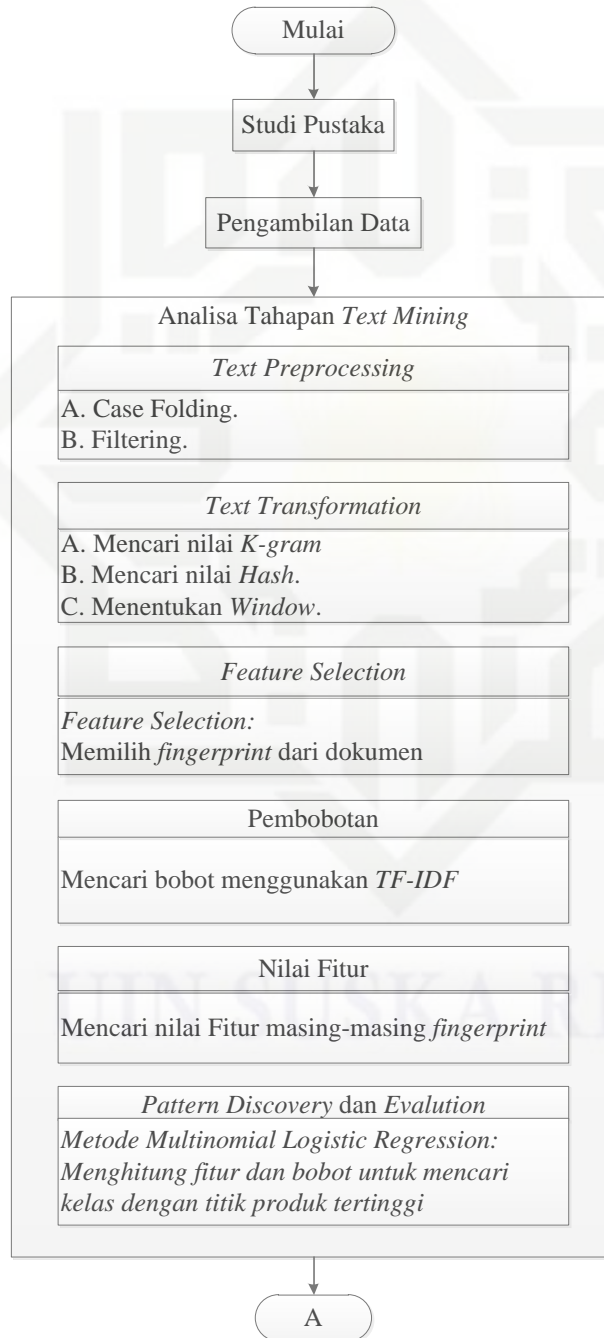 Mulai
Studi Pustaka
Pengambilan Data
Analisa Tahapan Text Mining
Text Preprocessing
A. Case Folding.
B. Filtering.
Text Transformation
A. Mencari nilai K-gram
B. Mencari nilai Hash.
C. Menentukan Window.
Feature Selection
Feature Selection:
Memilih fingerprint dari dokumen
Pembobotan
Mencari bobot menggunakan TF-IDF
Nilai Fitur
UIN SUSKA R
Mencari nilai Fitur masing-masing fingerprint
Pattern Discovery dan Evalution
Metode Multinomial Logistic Regression:
Menghitung fitur dan bobot untuk mencari
kelas dengan titik produk tertinggi
A